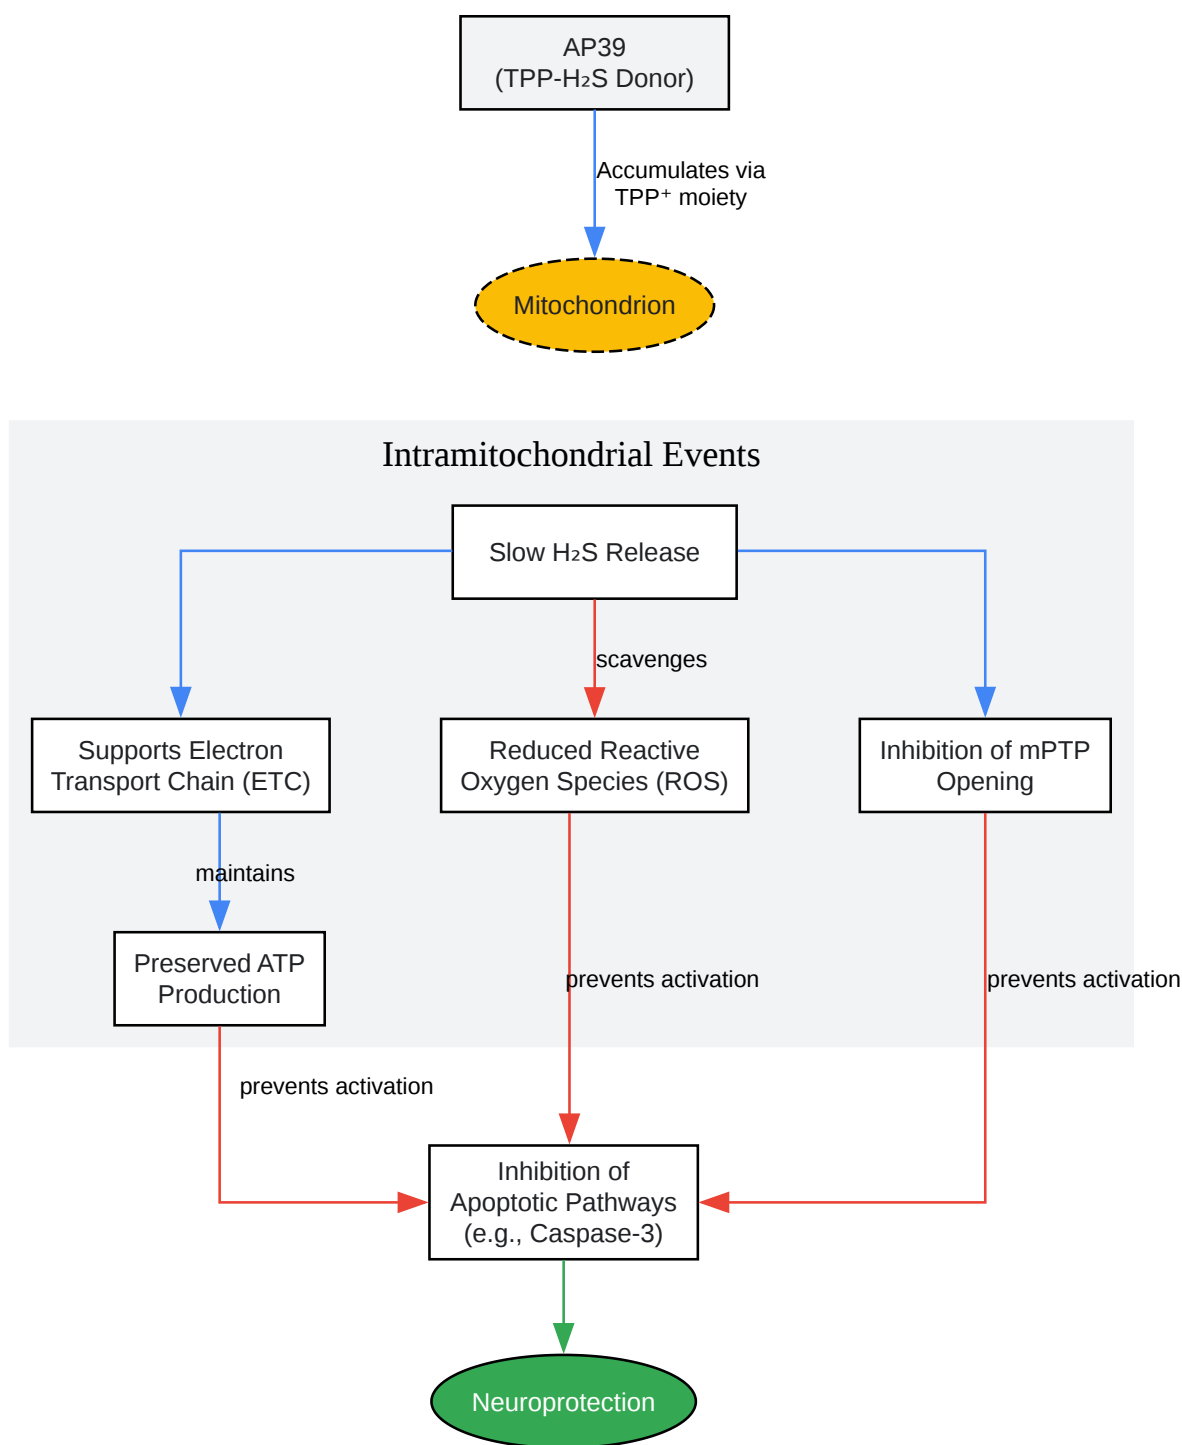 AP39
(TPP-H₂S Donor)
Accumulates via
TPP⁺ moiety
Mitochondrion
Intramitochondrial Events
Slow H₂S Release
scavenges
Supports Electron
Transport Chain (ETC)
Reduced Reactive
Oxygen Species (ROS)
Inhibition of mPTP
Opening
maintains
Preserved ATP
Production
prevents activation
prevents activation
prevents activation
Inhibition of
Apoptotic Pathways
(e.g., Caspase-3)
Neuroprotection